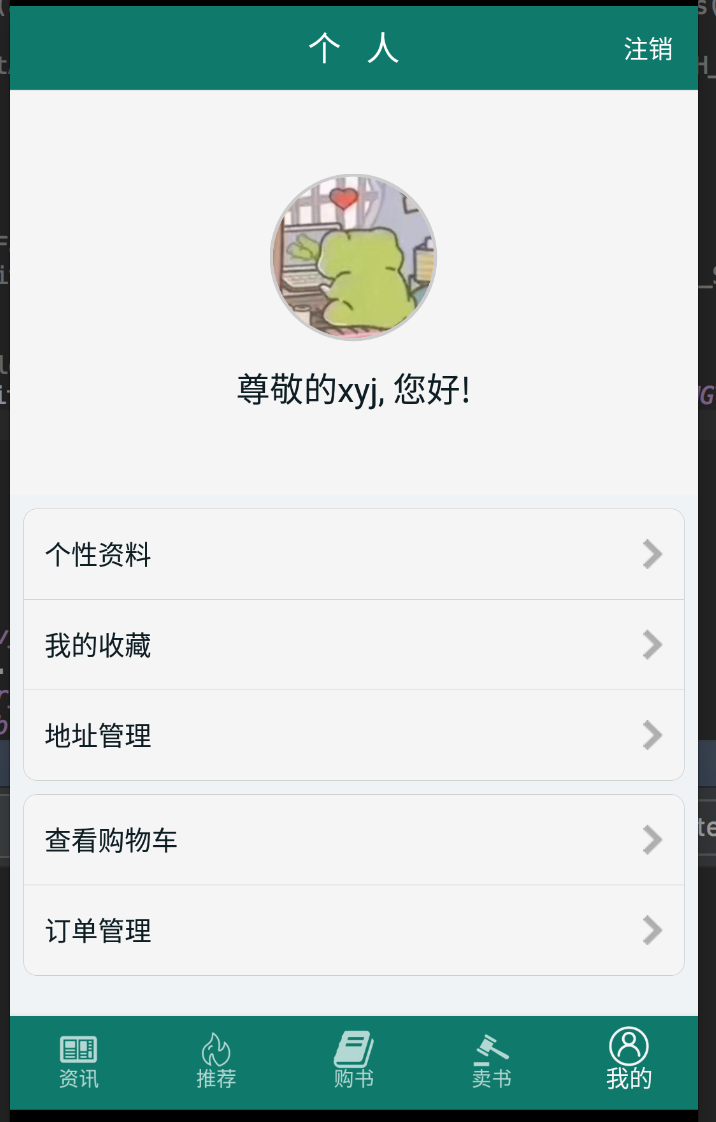 个 人
注销
尊敬的xyj, 您好!
个性资料
我的收藏
地址管理
查看购物车
订单管理
资讯
推荐
购书
卖书
我的